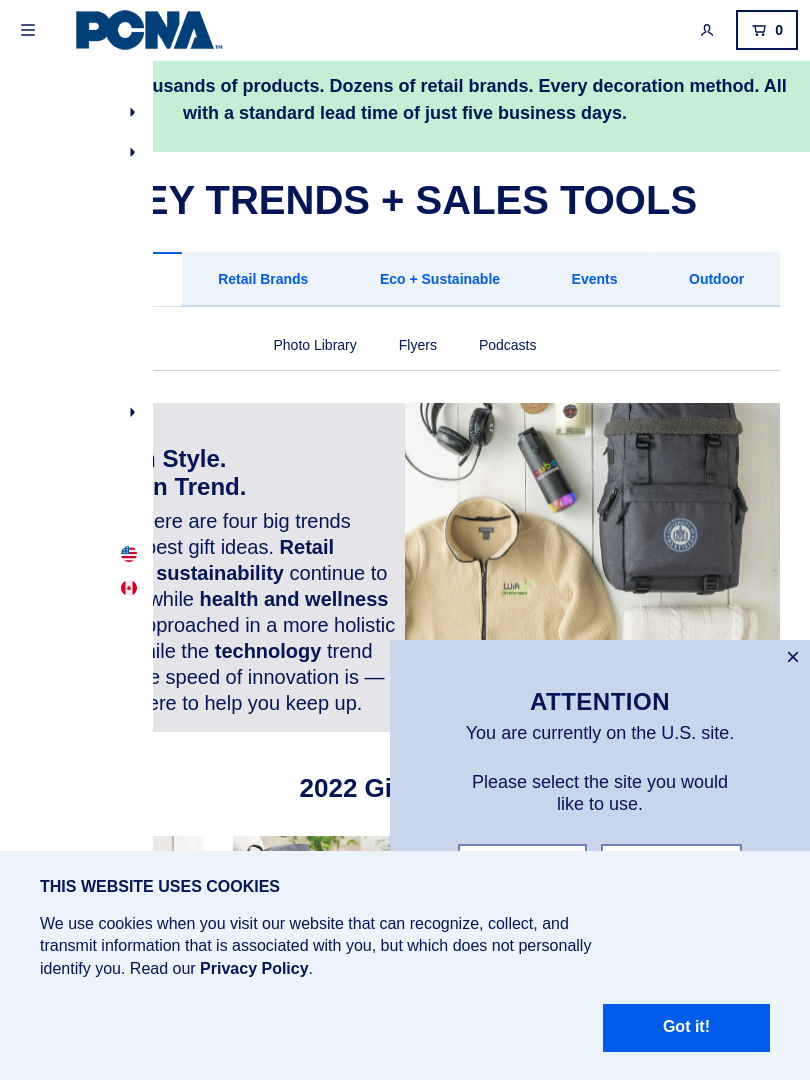 PCNA
0
usands of products. Dozens of retail brands. Every decoration method. All
with a standard lead time of just five business days.
EY TRENDS + SALES TOOLS
Retail Brands
Eco + Sustainable
Events
Outdoor
Photo Library
Flyers
Podcasts
Style.
n Trend.
ere are four big trends
best gift ideas. Retail
sustainability continue to
while health and wellness
pproached in a more holistic
ile the technology trend
e speed of innovation is —
ere to help you keep up.
2022 Gi
ATTENTION
You are currently on the U.S. site.
Please select the site you would
like to use.
THIS WEBSITE USES COOKIES
We use cookies when you visit our website that can recognize, collect, and
transmit information that is associated with you, but which does not personally
identify you. Read our Privacy Policy.
Got it!